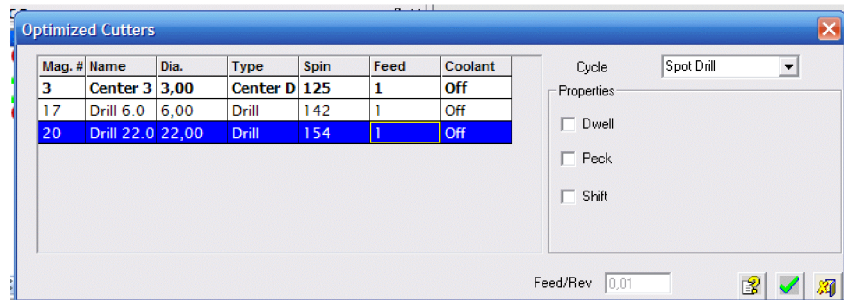 Optimized Cutters
Mag. # Name Dia. Type Spin Feed Coolant
3 Center 3 3,00 Center D 125 1 Off
17 Drill 6.0 6,00 Drill 142 1 Off
20 Drill 22.0 22,00 Drill 154 1 Off
Cycle Spot Drill
Properties
Dwell
Peck
Shift
Feed/Rev 0,01